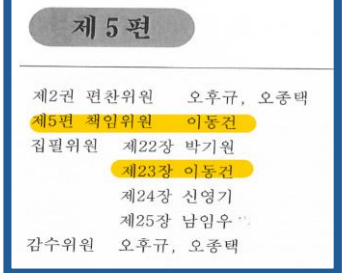 제 5 편
제2권 편찬위원 오후규, 오종택
제5편 책임위원 이동건
집필위원 제22장 박기원
제23장 이동건
제24장 신영기
제25장 남임우
감수위원 오후규, 오종택